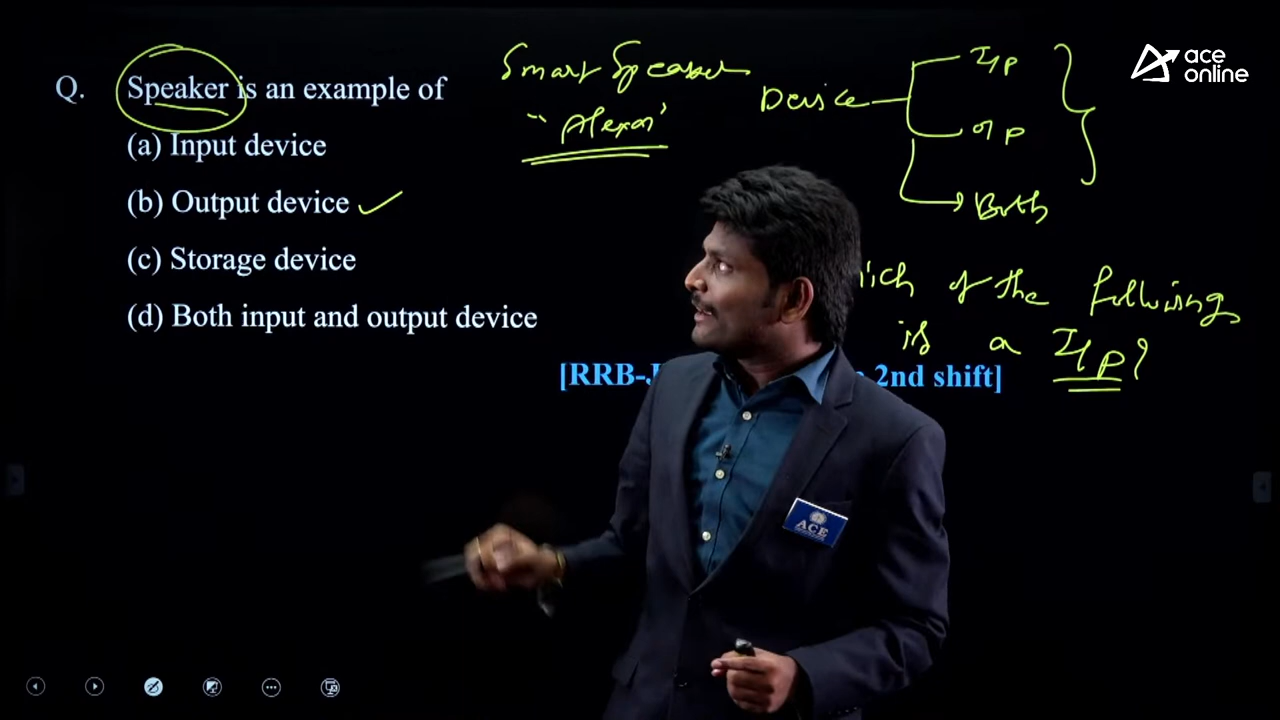 Q. Speaker is an example of
(a) Input device
(b) Output device
(c) Storage device
(d) Both input and output device
[RRB-J 2nd shift]
Smart Speaker
"Alexa"
Device
I/P
O/P
Both
ich of the following
is a I/P?
ace
online
ACE